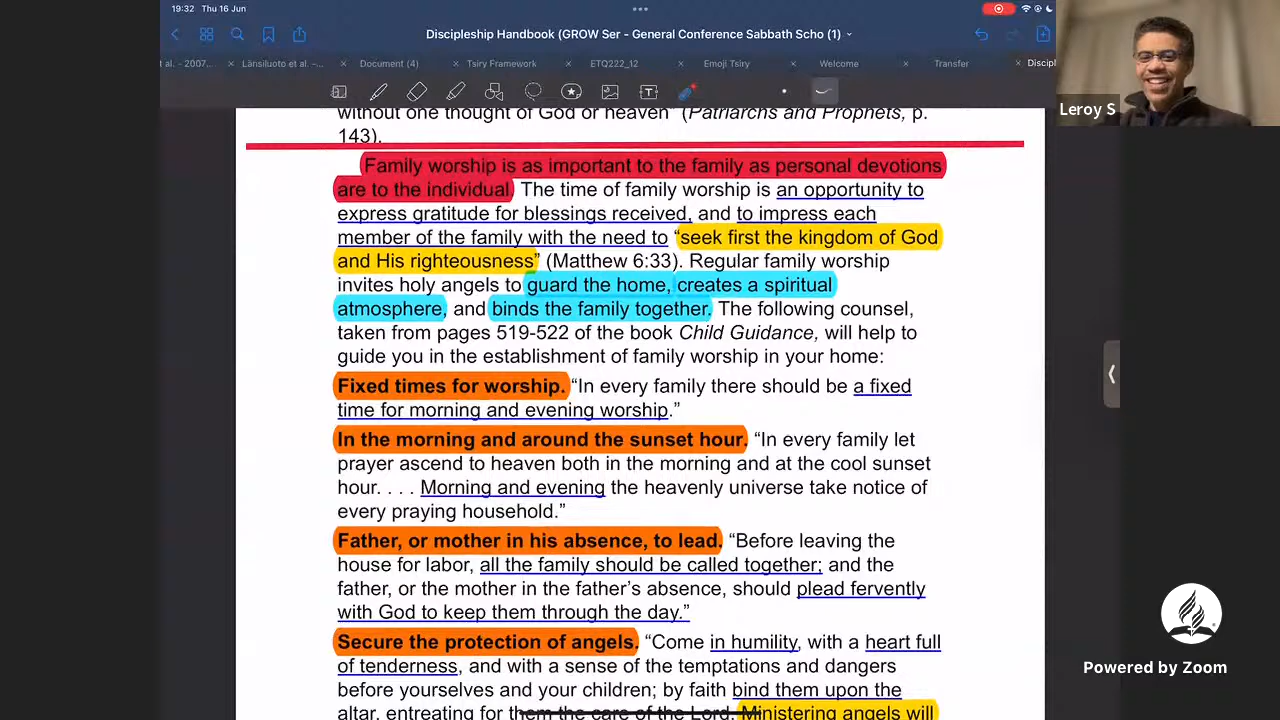 19:32 Thu 16 Jun
Discipleship Handbook (GROW Ser - General Conference Sabbath Scho (1)
t al. - 2007... Länsiluoto et al. –... Document (4) Tsiry Framework ETQ222_12 Emoji Tsiry Welcome Transfer Discipl
Leroy S
without one thought of God or heaven” (Patriarchs and Prophets, p.
143).
Family worship is as important to the family as personal devotions
are to the individual. The time of family worship is an opportunity to
express gratitude for blessings received, and to impress each
member of the family with the need to “seek first the kingdom of God
and His righteousness” (Matthew 6:33). Regular family worship
invites holy angels to guard the home, creates a spiritual
atmosphere, and binds the family together. The following counsel,
taken from pages 519-522 of the book Child Guidance, will help to
guide you in the establishment of family worship in your home:
Fixed times for worship. “In every family there should be a fixed
time for morning and evening worship.”
In the morning and around the sunset hour. “In every family let
prayer ascend to heaven both in the morning and at the cool sunset
hour. . . . Morning and evening the heavenly universe take notice of
every praying household.”
Father, or mother in his absence, to lead. “Before leaving the
house for labor, all the family should be called together; and the
father, or the mother in the father’s absence, should plead fervently
with God to keep them through the day.”
Secure the protection of angels. “Come in humility, with a heart full
of tenderness, and with a sense of the temptations and dangers
before yourselves and your children; by faith bind them upon the
altar, entreating for them the care of the Lord. Ministering angels will
Powered by Zoom